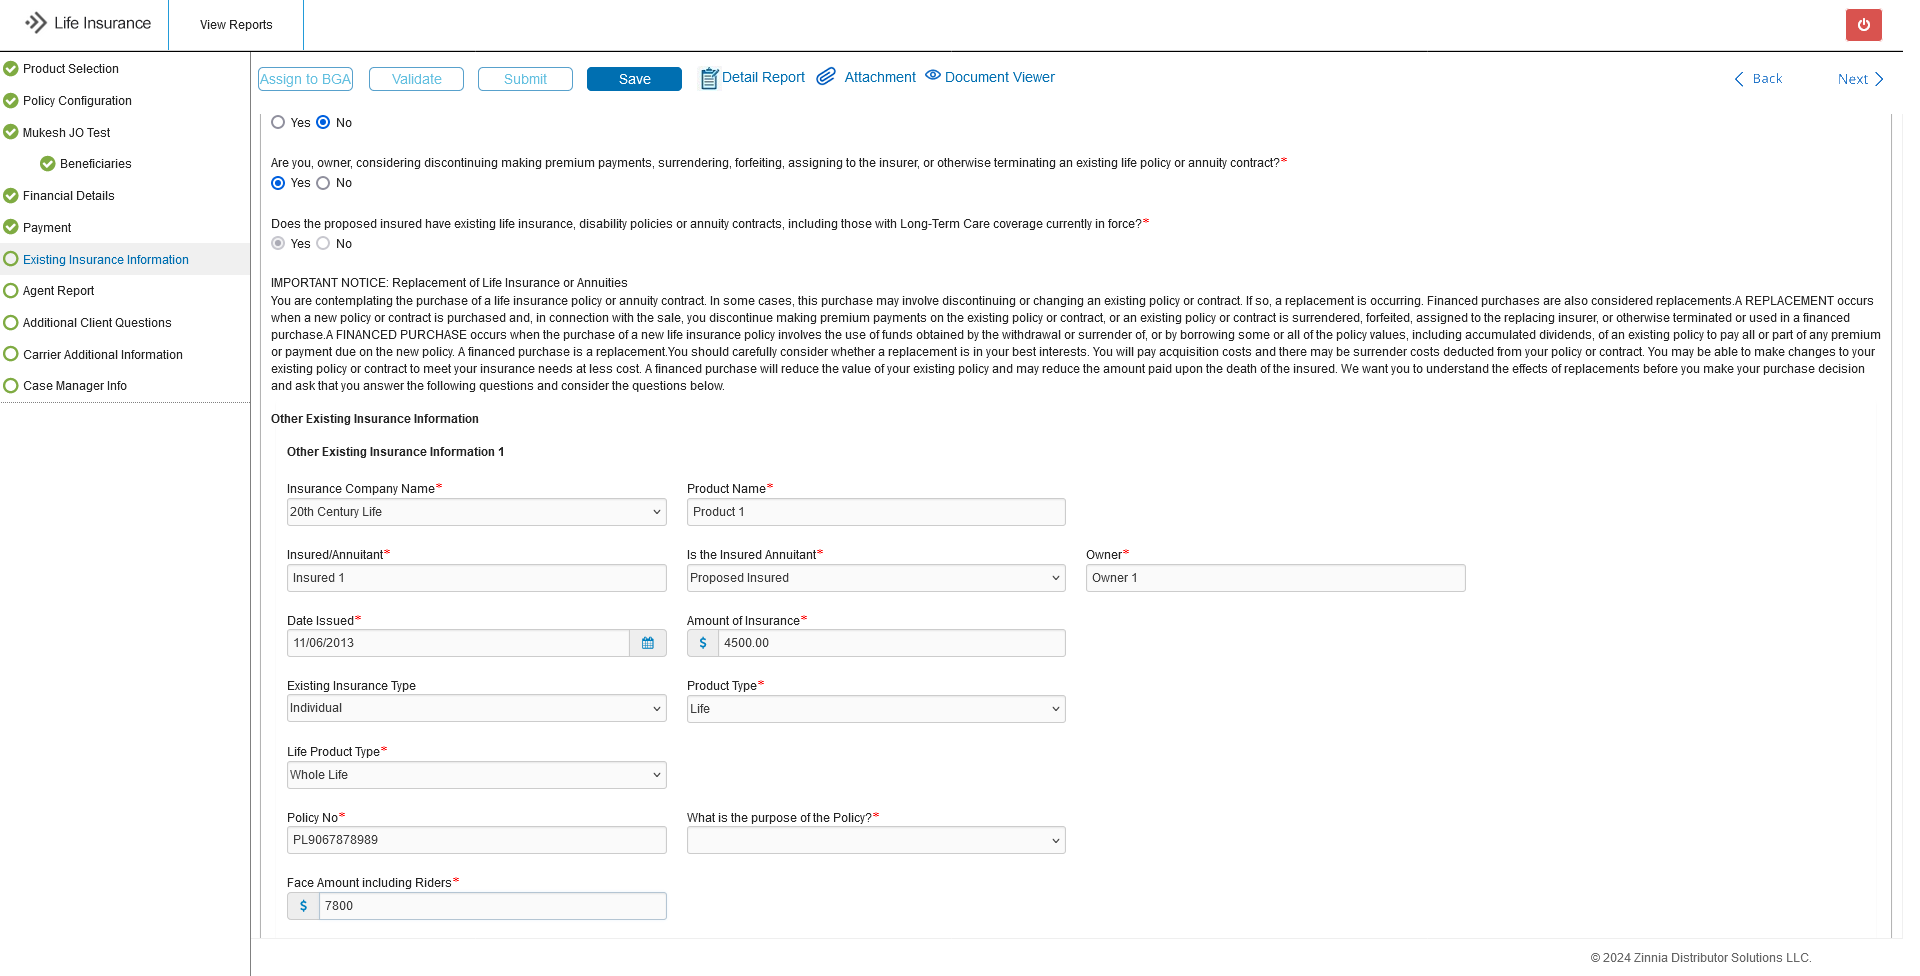 Life Insurance
View Reports
Product Selection
Policy Configuration
Mukesh JO Test
Beneficiaries
Financial Details
Payment
Existing Insurance Information
Agent Report
Additional Client Questions
Carrier Additional Information
Case Manager Info
Assign to BGA
Validate
Submit
Save
Detail Report
Attachment
Document Viewer
Back
Next
Yes No
Are you, owner, considering discontinuing making premium payments, surrendering, forfeiting, assigning to the insurer, or otherwise terminating an existing life policy or annuity contract?*
Yes No
Does the proposed insured have existing life insurance, disability policies or annuity contracts, including those with Long-Term Care coverage currently in force?*
Yes No
IMPORTANT NOTICE: Replacement of Life Insurance or Annuities
You are contemplating the purchase of a life insurance policy or annuity contract. In some cases, this purchase may involve discontinuing or changing an existing policy or contract. If so, a replacement is occurring. Financed purchases are also considered replacements.A REPLACEMENT occurs
when a new policy or contract is purchased and, in connection with the sale, you discontinue making premium payments on the existing policy or contract, or an existing policy or contract is surrendered, forfeited, assigned to the replacing insurer, or otherwise terminated or used in a financed
purchase.A FINANCED PURCHASE occurs when the purchase of a new life insurance policy involves the use of funds obtained by the withdrawal or surrender of, or by borrowing some or all of the policy values, including accumulated dividends, of an existing policy to pay all or part of any premium
or payment due on the new policy. A financed purchase is a replacement.You should carefully consider whether a replacement is in your best interests. You will pay acquisition costs and there may be surrender costs deducted from your policy or contract. You may be able to make changes to your
existing policy or contract to meet your insurance needs at less cost. A financed purchase will reduce the value of your existing policy and may reduce the amount paid upon the death of the insured. We want you to understand the effects of replacements before you make your purchase decision
and ask that you answer the following questions and consider the questions below.
Other Existing Insurance Information
Other Existing Insurance Information 1
Insurance Company Name*
20th Century Life
Product Name*
Product 1
Insured/Annuitant*
Insured 1
Is the Insured Annuitant*
Proposed Insured
Owner*
Owner 1
Date Issued*
11/06/2013
Amount of Insurance*
$ 4500.00
Existing Insurance Type
Individual
Product Type*
Life
Life Product Type*
Whole Life
Policy No*
PL9067878989
What is the purpose of the Policy?*
Face Amount including Riders*
$ 7800
© 2024 Zinnia Distributor Solutions LLC.